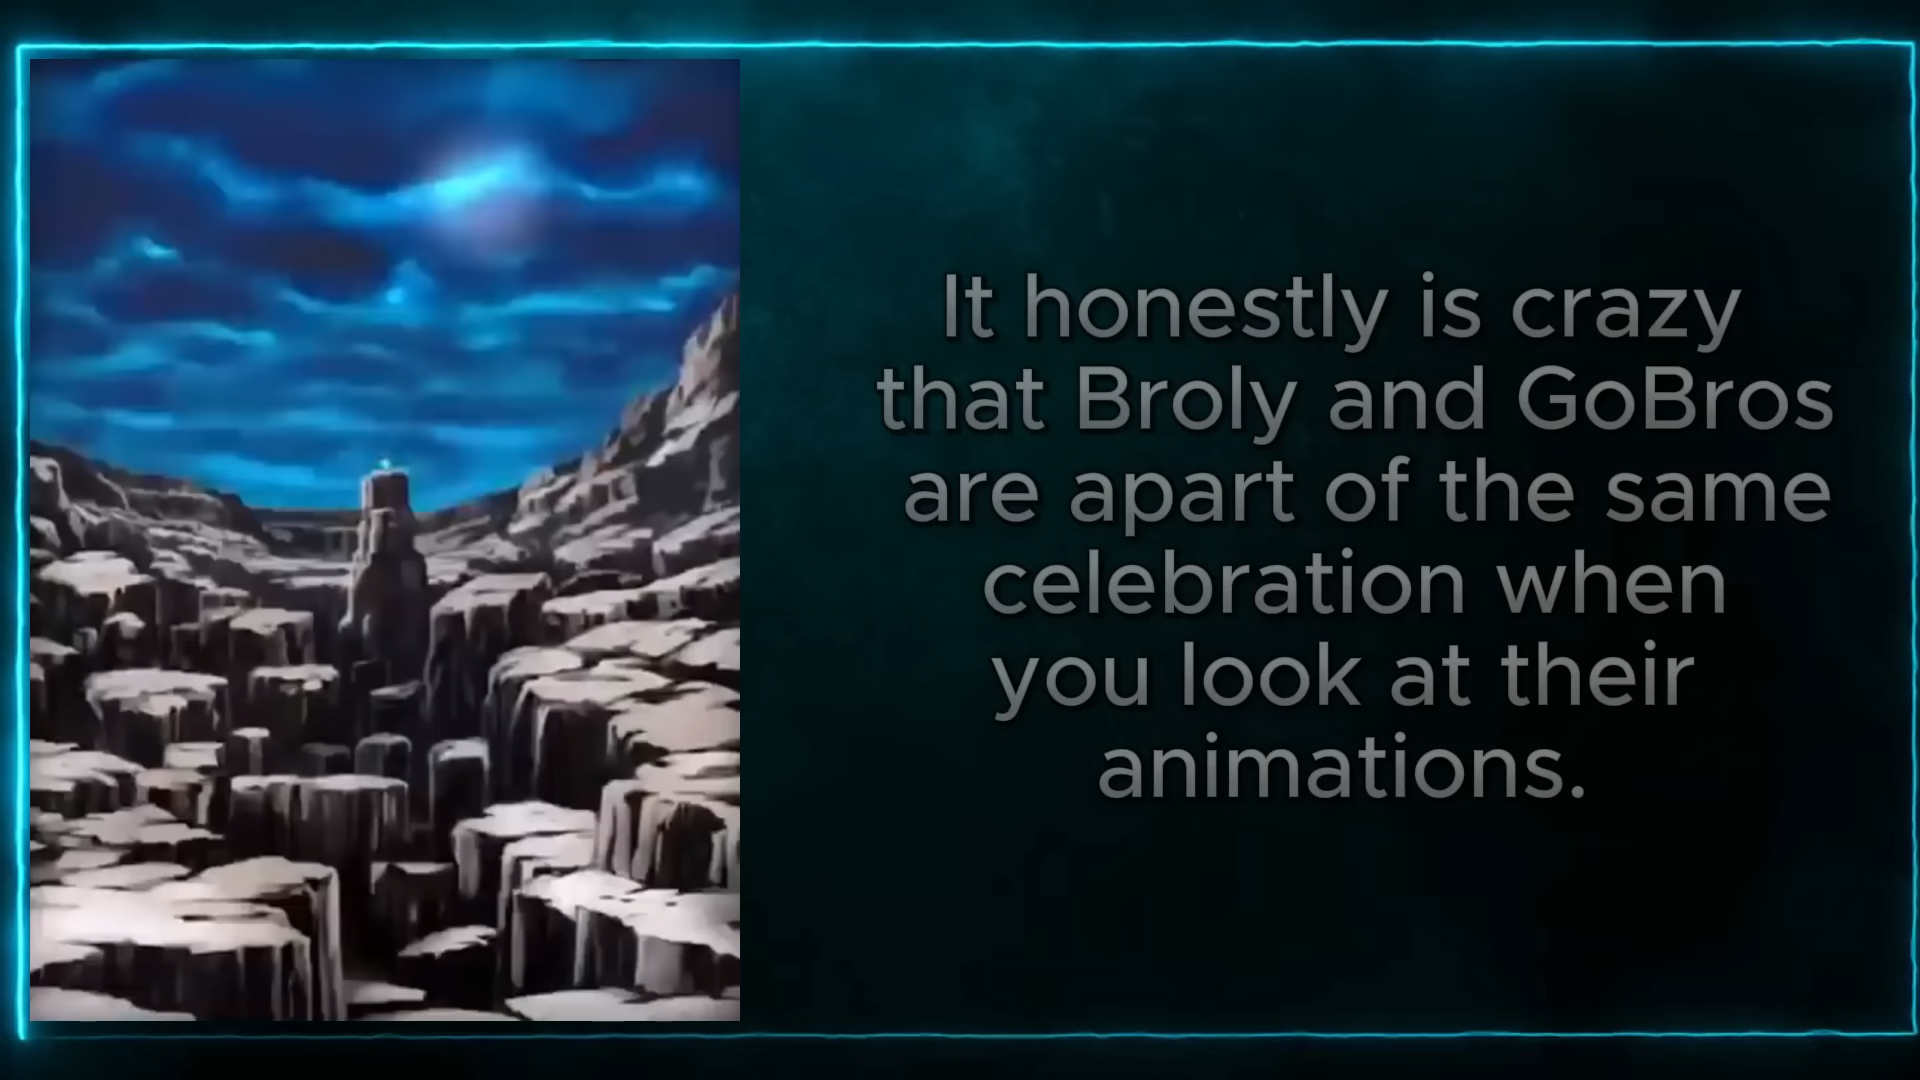 It honestly is crazy
that Broly and GoBros
are apart of the same
celebration when
you look at their
animations.